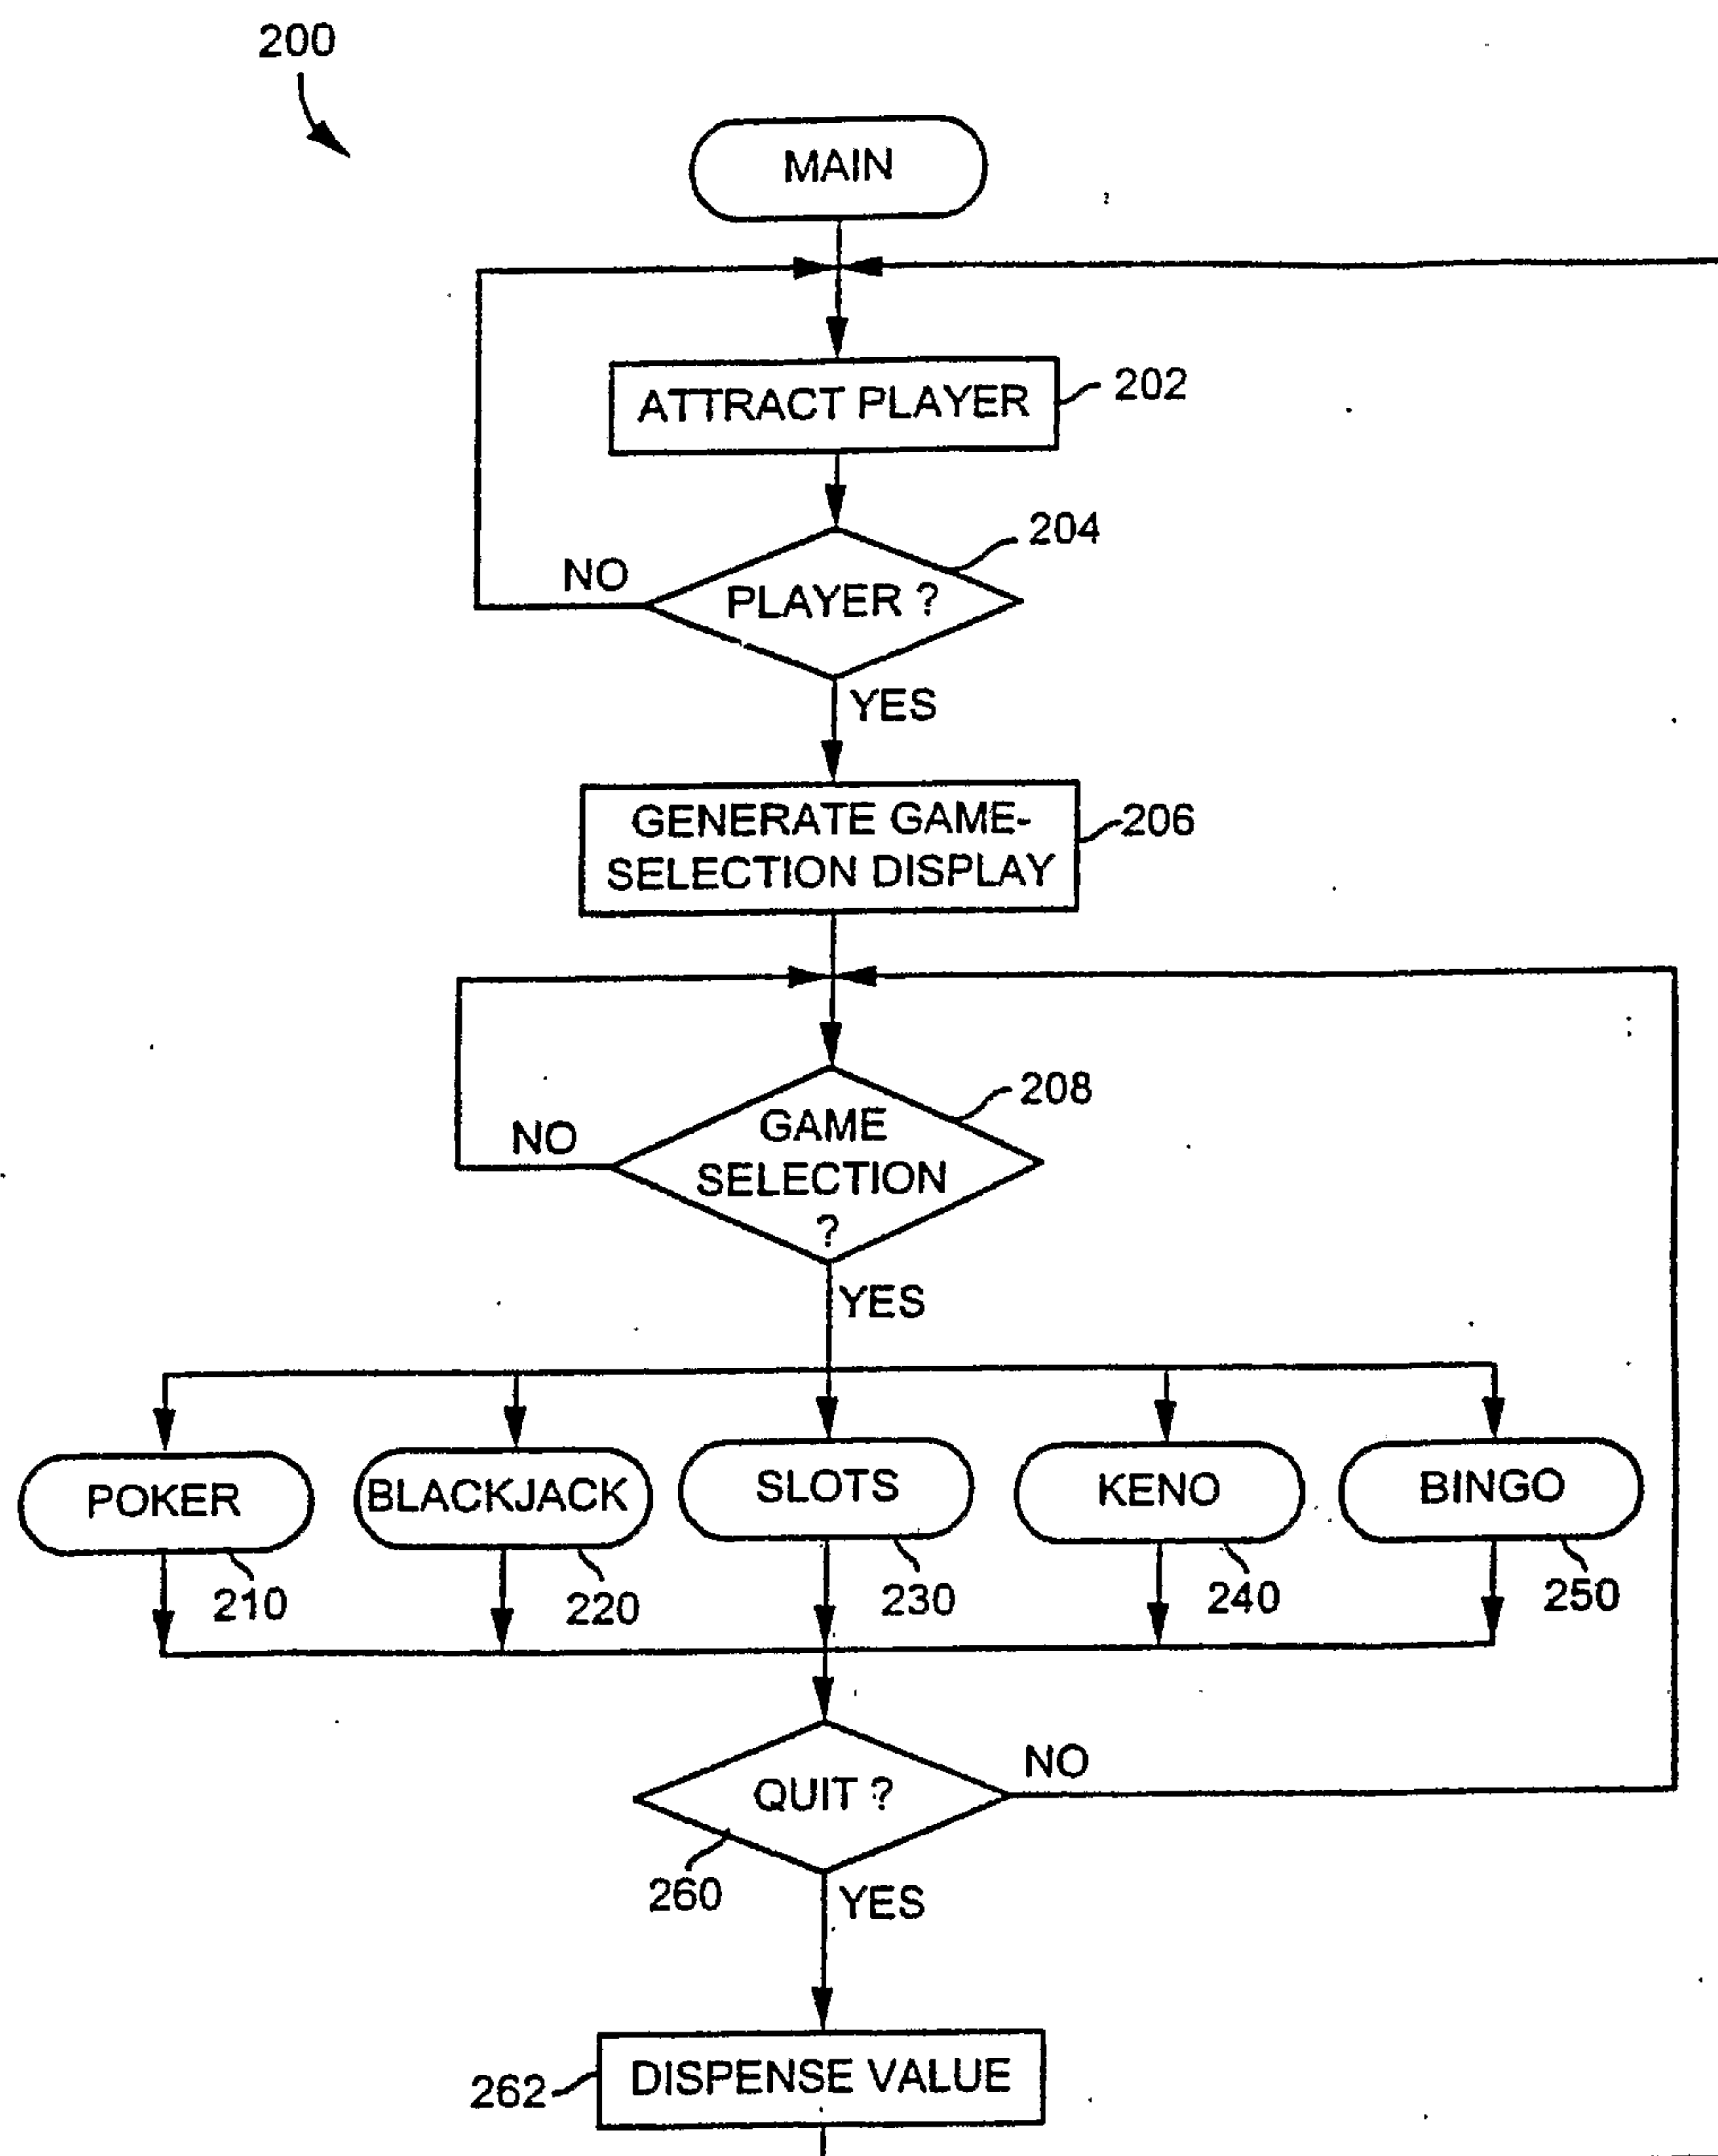 200
MAIN
ATTRACT PLAYER
202
204
NO
PLAYER ?
YES
GENERATE GAME-
SELECTION DISPLAY
206
208
NO
GAME
SELECTION
?
YES
POKER
BLACKJACK
SLOTS
KENO
BINGO
210
220
230
240
250
QUIT ?
NO
260
YES
262
DISPENSE VALUE